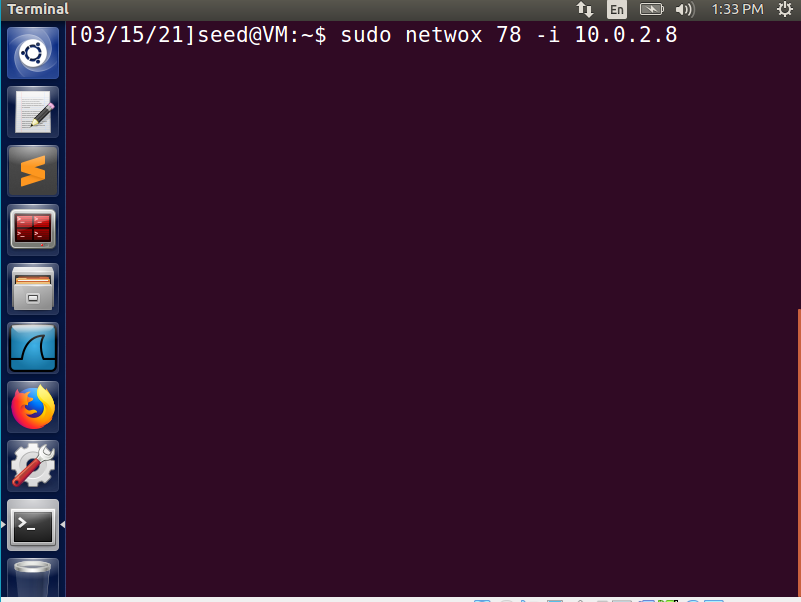 Terminal
En
1:33 PM
[03/15/21]seed@VM:~$ sudo netwox 78 -i 10.0.2.8